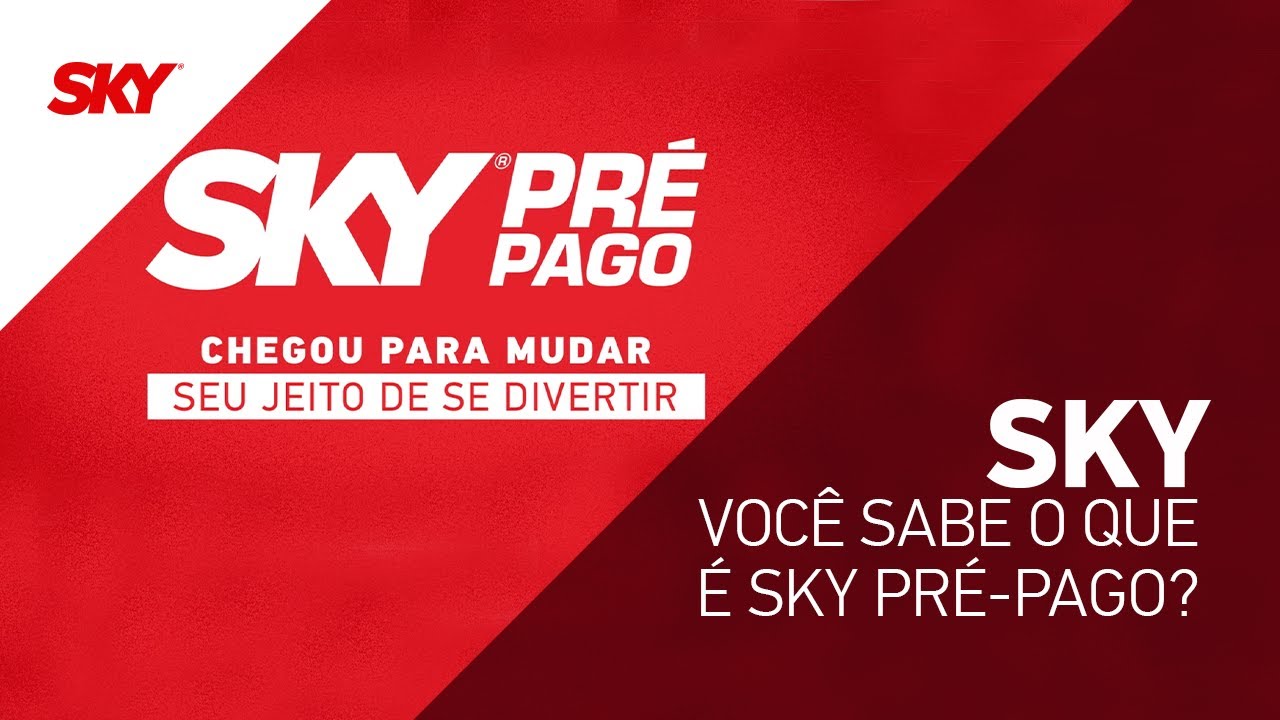 SKY®
SKY® PRÉ
PAGO
CHEGOU PARA MUDAR
SEU JEITO DE SE DIVERTIR
SKY
VOCÊ SABE O QUE
É SKY PRÉ-PAGO?